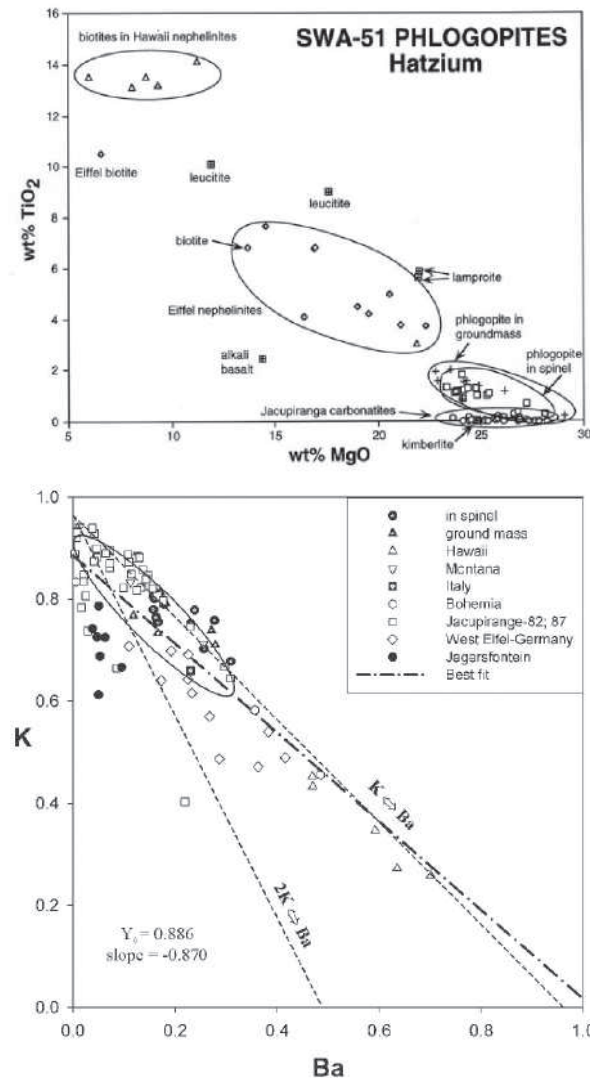 SWA-51 PHLOGOPITES
Hatzium
biotites in Hawaii nephelinites
Eiffel biotite
leucitite
leucitite
biotite
lamproite
Eiffel nephelinites
phlogopite in
groundmass
phlogopite
in spinel
alkali
basalt
Jacupiranga carbonatites
kimberlite
wt% TiO2
16
14
12
10
8
6
4
2
0
5
10
15
20
25
30
wt% MgO
1.0
0.8
0.6
0.4
0.2
0.0
K
in spinel
ground mass
Hawaii
Montana
Italy
Bohemia
Jacupirange-82; 87
West Eifel-Germany
Jegersfontein
Best fit
K ⇔ Ba
2K ⇔ Ba
Y₀ = 0.886
slope = -0.870
0.0
0.2
0.4
0.6
0.8
1.0
Ba